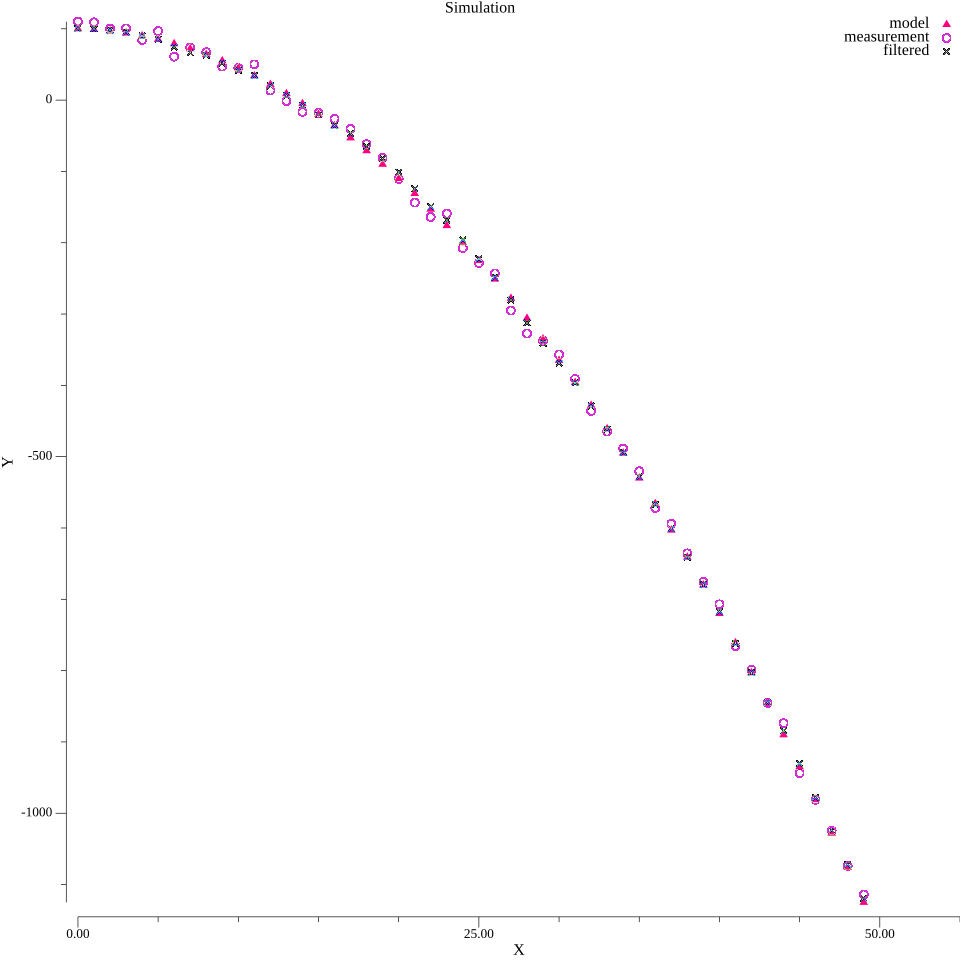 Simulation
model
measurement
filtered
0
-500
-1000
Y
0.00 25.00 50.00
X